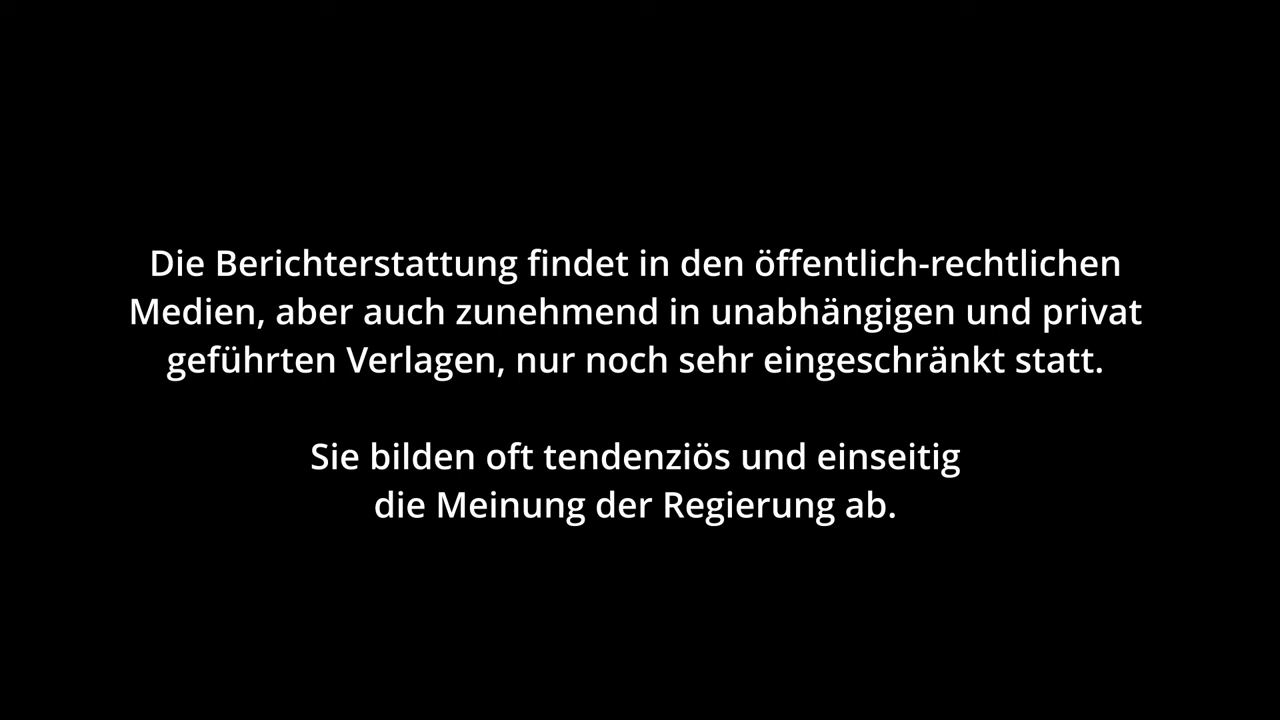 Die Berichterstattung findet in den öffentlich-rechtlichen
Medien, aber auch zunehmend in unabhängigen und privat
geführten Verlagen, nur noch sehr eingeschränkt statt.
Sie bilden oft tendenziös und einseitig
die Meinung der Regierung ab.